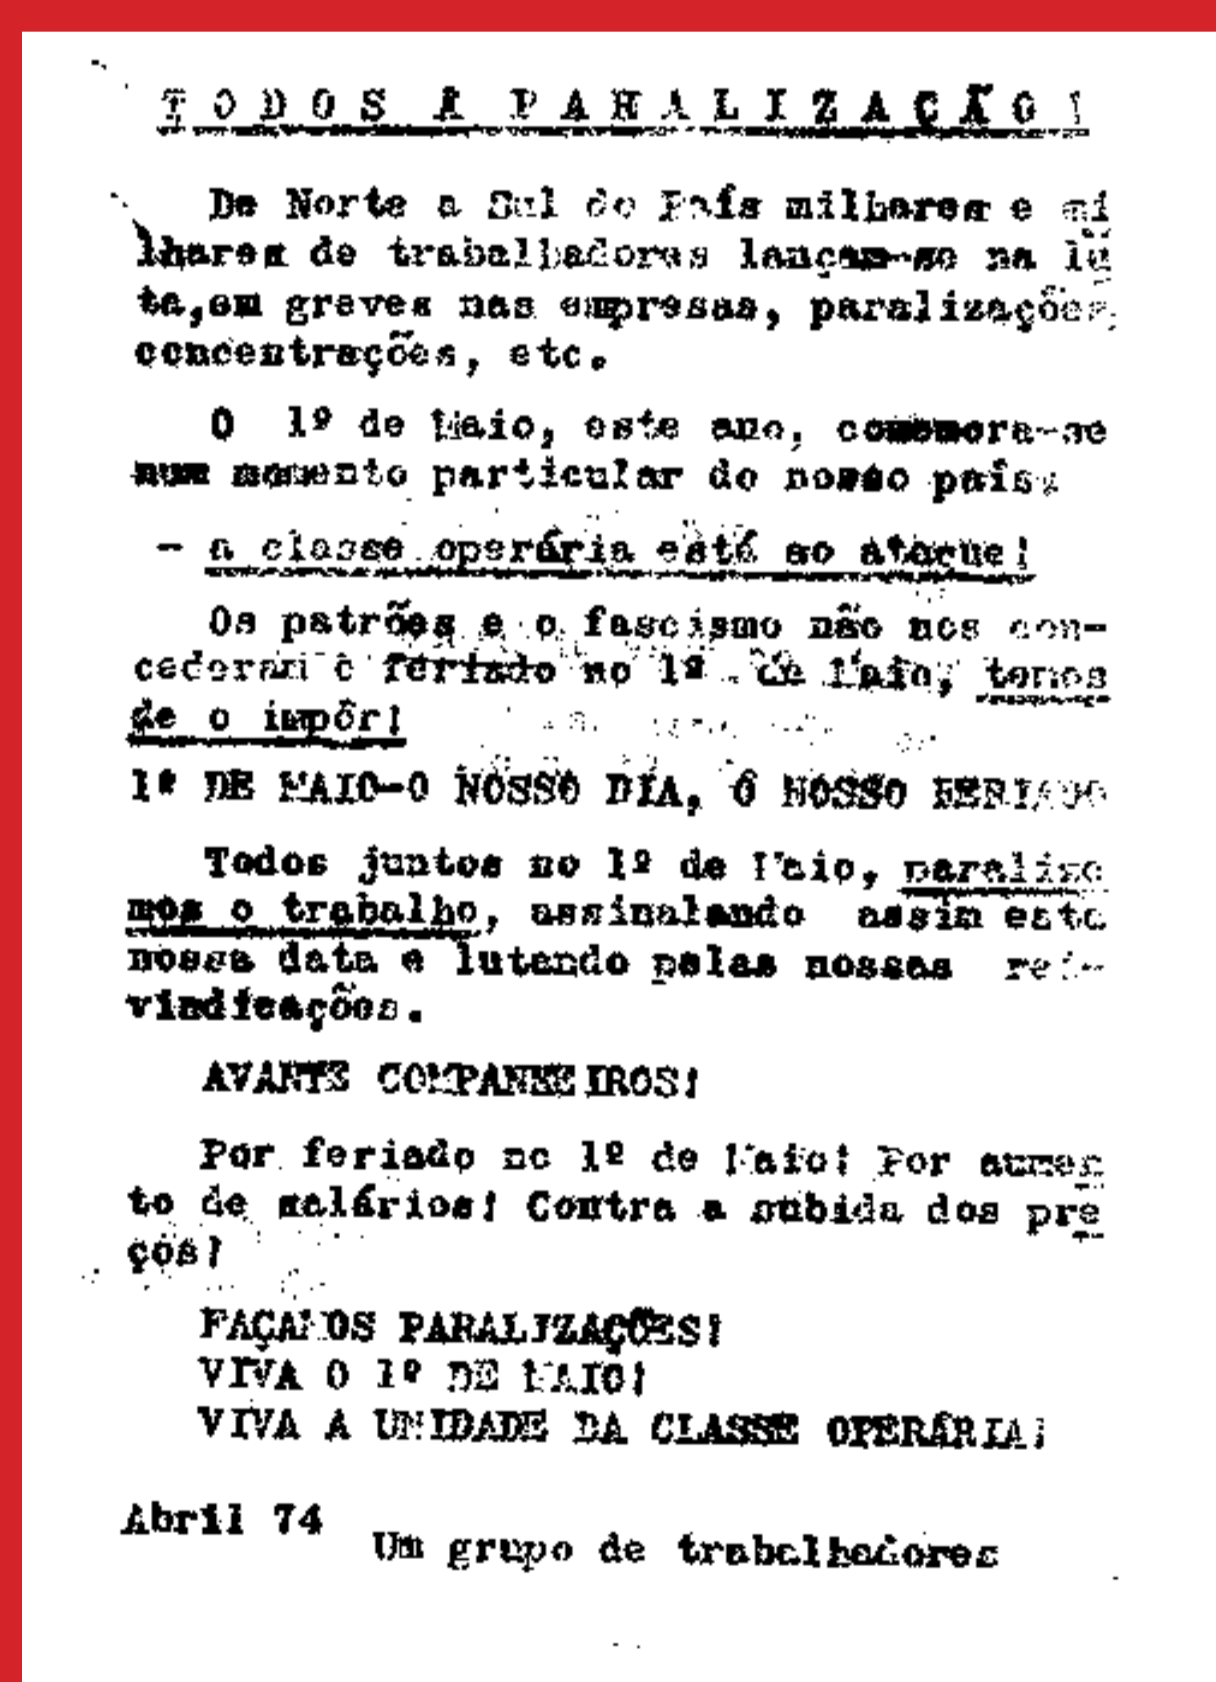 TODOS À PARALIZAÇÃO!
De Norte a Sul do País milhares e mi
lhares de trabalhadores lançam-se na lu
ta,em greves nas empresas, paralizações,
concentrações, etc.
O 1º de Maio, este ano, comemora-se
num momento particular do nosso país:
- a classe operária está ao ataque!
Os patrões e o fascismo não nos con-
cederam o feriado no 1º de Maio, temos
de o impôr!
1º DE MAIO-O NOSSO DIA, O NOSSO FERIADO
Todos juntos no 1º de Maio, paralize
mos o trabalho, assinalando assim esta
nossa data e lutando pelas nossas rei-
vindicações.
AVANTE COMPANHEIROS!
Por feriado no 1º de Maio! Por aumen
to de salários! Contra a subida dos pre
ços!
FAÇAMOS PARALIZAÇÕES!
VIVA O 1º DE MAIO!
VIVA A UNIDADE DA CLASSE OPERÁRIA!
Abril 74
Um grupo de trabalhadores